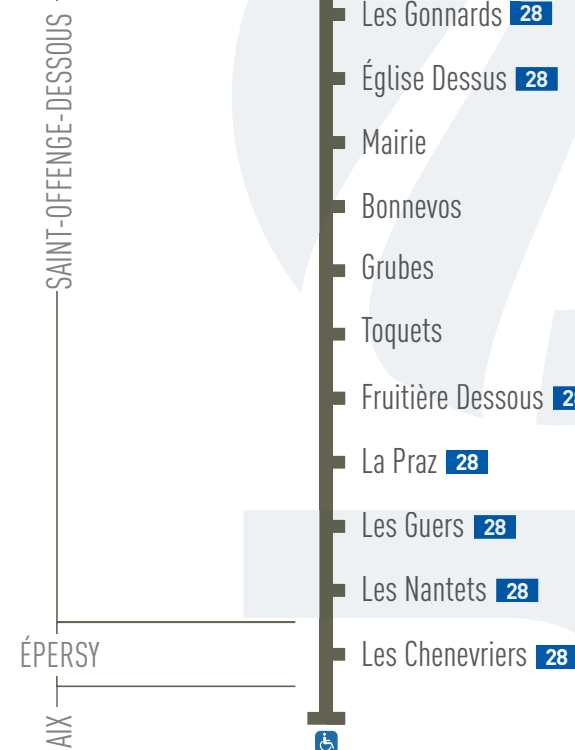 Les Gonnards 28
Église Dessus 28
Mairie
Bonnevos
Grubes
Toquets
Fruitière Dessous 28
La Praz 28
Les Guers 28
Les Nantets 28
Les Chenevriers 28
SAINT-OFFENGE-DESSOUS
ÉPERSY
AIX